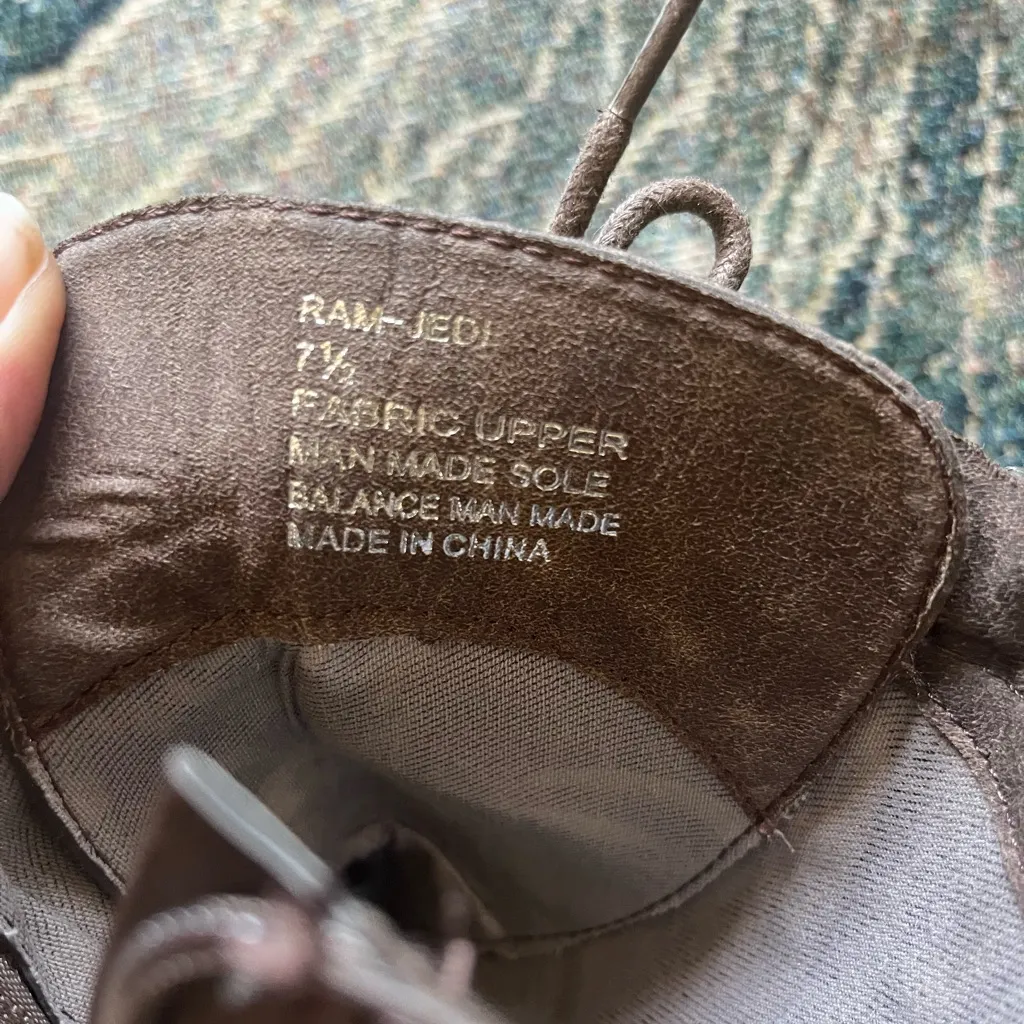 RAM-JEDI
7½
FABRIC UPPER
MAN MADE SOLE
BALANCE MAN MADE
MADE IN CHINA